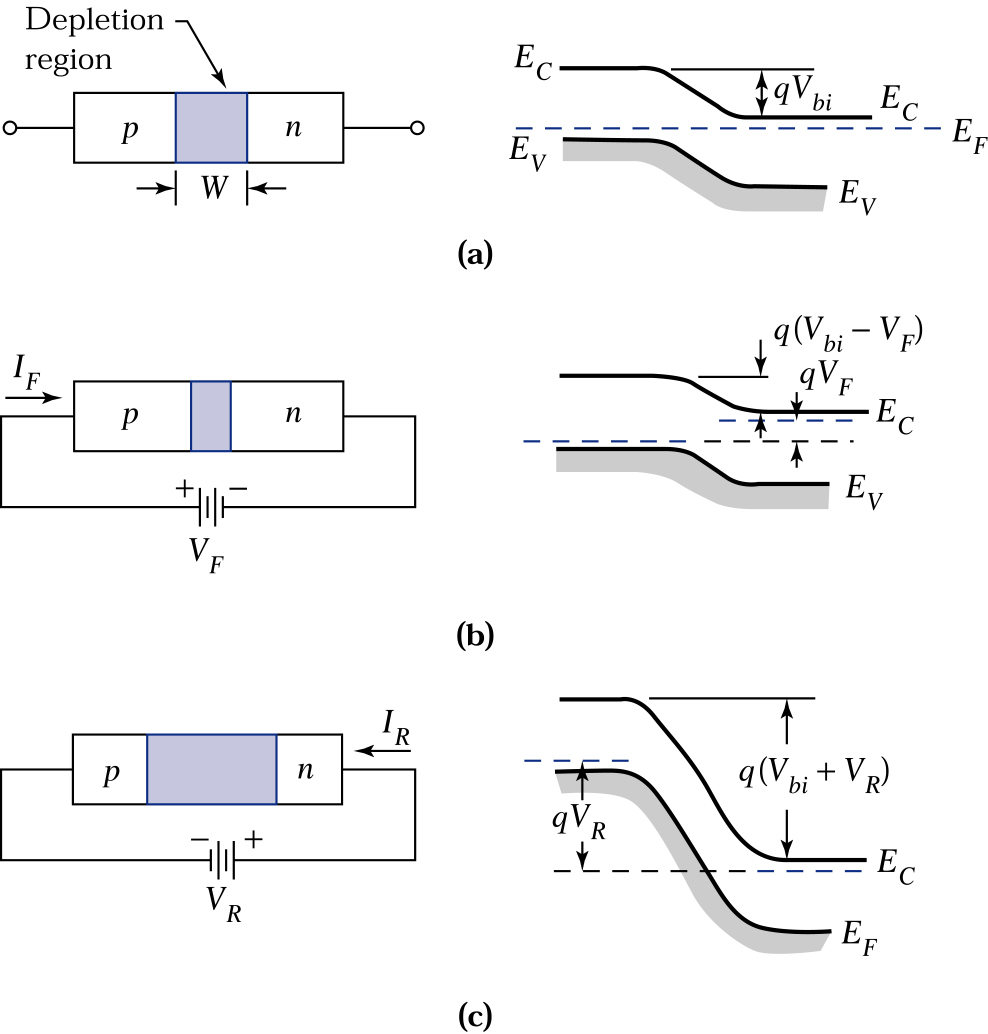 Depletion
region
p
n
W
E_C
qV_bi
E_C
E_F
E_V
E_V
(a)
I_F
p
n
+ −
V_F
q(V_bi − V_F)
qV_F
E_C
E_V
(b)
I_R
p
n
− +
V_R
q(V_bi + V_R)
qV_R
E_C
E_F
(c)